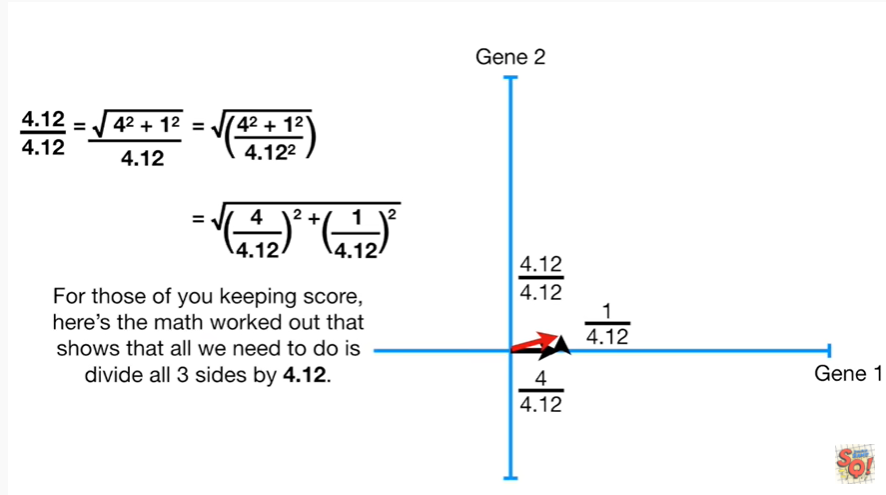 Gene 2
4.12/4.12 = √(4² + 1²)/4.12 = √((4² + 1²)/4.12²)
= √((4/4.12)² + (1/4.12)²)
For those of you keeping score,
here’s the math worked out that
shows that all we need to do is
divide all 3 sides by 4.12.
4.12/4.12
1/4.12
4/4.12
Gene 1
SQ!